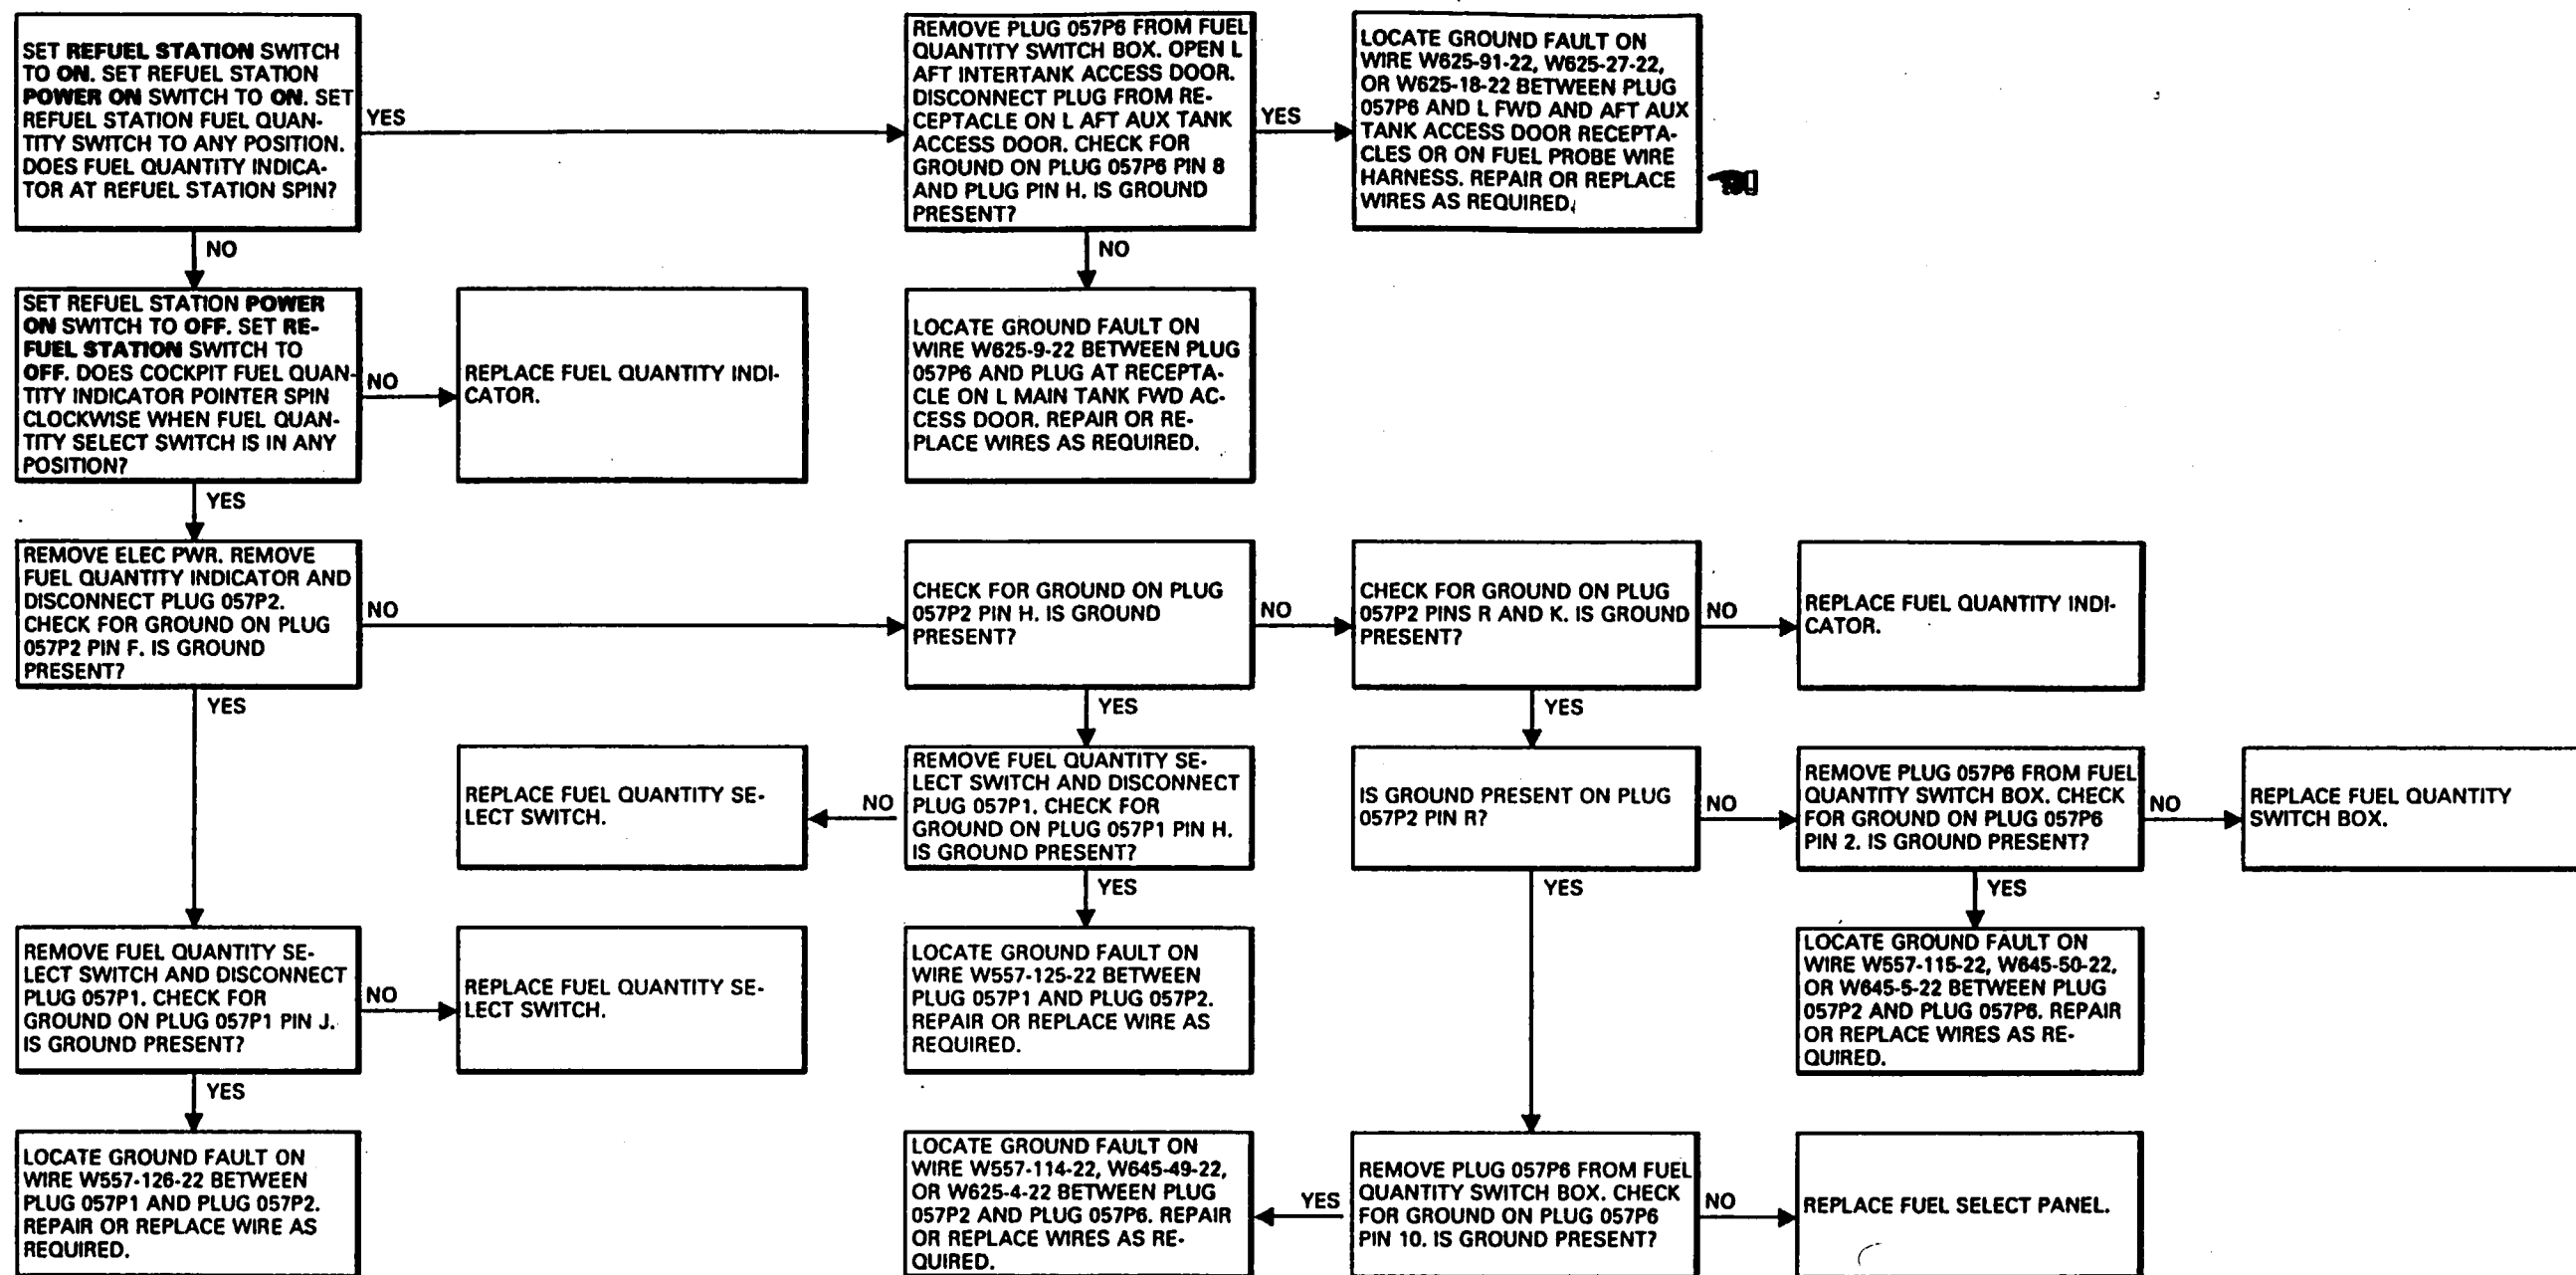 SET REFUEL STATION SWITCH
TO ON. SET REFUEL STATION
POWER ON SWITCH TO ON. SET
REFUEL STATION FUEL QUAN-
TITY SWITCH TO ANY POSITION.
DOES FUEL QUANTITY INDICA-
TOR AT REFUEL STATION SPIN?
YES
REMOVE PLUG 057P6 FROM FUEL
QUANTITY SWITCH BOX. OPEN L
AFT INTERTANK ACCESS DOOR.
DISCONNECT PLUG FROM RE-
CEPTACLE ON L AFT AUX TANK
ACCESS DOOR. CHECK FOR
GROUND ON PLUG 057P6 PIN 8
AND PLUG PIN H. IS GROUND
PRESENT?
YES
LOCATE GROUND FAULT ON
WIRE W625-91-22, W625-27-22,
OR W625-18-22 BETWEEN PLUG
057P6 AND L FWD AND AFT AUX
TANK ACCESS DOOR RECEPTA-
CLES OR ON FUEL PROBE WIRE
HARNESS. REPAIR OR REPLACE
WIRES AS REQUIRED.
NO
NO
SET REFUEL STATION POWER
ON SWITCH TO OFF. SET RE-
FUEL STATION SWITCH TO
OFF. DOES COCKPIT FUEL QUAN-
TITY INDICATOR POINTER SPIN
CLOCKWISE WHEN FUEL QUAN-
TITY SELECT SWITCH IS IN ANY
POSITION?
NO
REPLACE FUEL QUANTITY INDI-
CATOR.
LOCATE GROUND FAULT ON
WIRE W625-9-22 BETWEEN PLUG
057P6 AND PLUG AT RECEPTA-
CLE ON L MAIN TANK FWD AC-
CESS DOOR. REPAIR OR RE-
PLACE WIRES AS REQUIRED.
YES
REMOVE ELEC PWR. REMOVE
FUEL QUANTITY INDICATOR AND
DISCONNECT PLUG 057P2.
CHECK FOR GROUND ON PLUG
057P2 PIN F. IS GROUND
PRESENT?
NO
CHECK FOR GROUND ON PLUG
057P2 PIN H. IS GROUND
PRESENT?
NO
CHECK FOR GROUND ON PLUG
057P2 PINS R AND K. IS GROUND
PRESENT?
NO
REPLACE FUEL QUANTITY INDI-
CATOR.
YES
YES
YES
REPLACE FUEL QUANTITY SE-
LECT SWITCH.
NO
REMOVE FUEL QUANTITY SE-
LECT SWITCH AND DISCONNECT
PLUG 057P1. CHECK FOR
GROUND ON PLUG 057P1 PIN H.
IS GROUND PRESENT?
IS GROUND PRESENT ON PLUG
057P2 PIN R?
NO
REMOVE PLUG 057P6 FROM FUEL
QUANTITY SWITCH BOX. CHECK
FOR GROUND ON PLUG 057P6
PIN 2. IS GROUND PRESENT?
NO
REPLACE FUEL QUANTITY
SWITCH BOX.
YES
YES
YES
REMOVE FUEL QUANTITY SE-
LECT SWITCH AND DISCONNECT
PLUG 057P1. CHECK FOR
GROUND ON PLUG 057P1 PIN J.
IS GROUND PRESENT?
NO
REPLACE FUEL QUANTITY SE-
LECT SWITCH.
LOCATE GROUND FAULT ON
WIRE W557-125-22 BETWEEN
PLUG 057P1 AND PLUG 057P2.
REPAIR OR REPLACE WIRE AS
REQUIRED.
LOCATE GROUND FAULT ON
WIRE W557-115-22, W645-50-22,
OR W645-5-22 BETWEEN PLUG
057P2 AND PLUG 057P6. REPAIR
OR REPLACE WIRES AS RE-
QUIRED.
YES
LOCATE GROUND FAULT ON
WIRE W557-126-22 BETWEEN
PLUG 057P1 AND PLUG 057P2.
REPAIR OR REPLACE WIRE AS
REQUIRED.
LOCATE GROUND FAULT ON
WIRE W557-114-22, W645-49-22,
OR W625-4-22 BETWEEN PLUG
057P2 AND PLUG 057P6. REPAIR
OR REPLACE WIRES AS RE-
QUIRED.
YES
REMOVE PLUG 057P6 FROM FUEL
QUANTITY SWITCH BOX. CHECK
FOR GROUND ON PLUG 057P6
PIN 10. IS GROUND PRESENT?
NO
REPLACE FUEL SELECT PANEL.